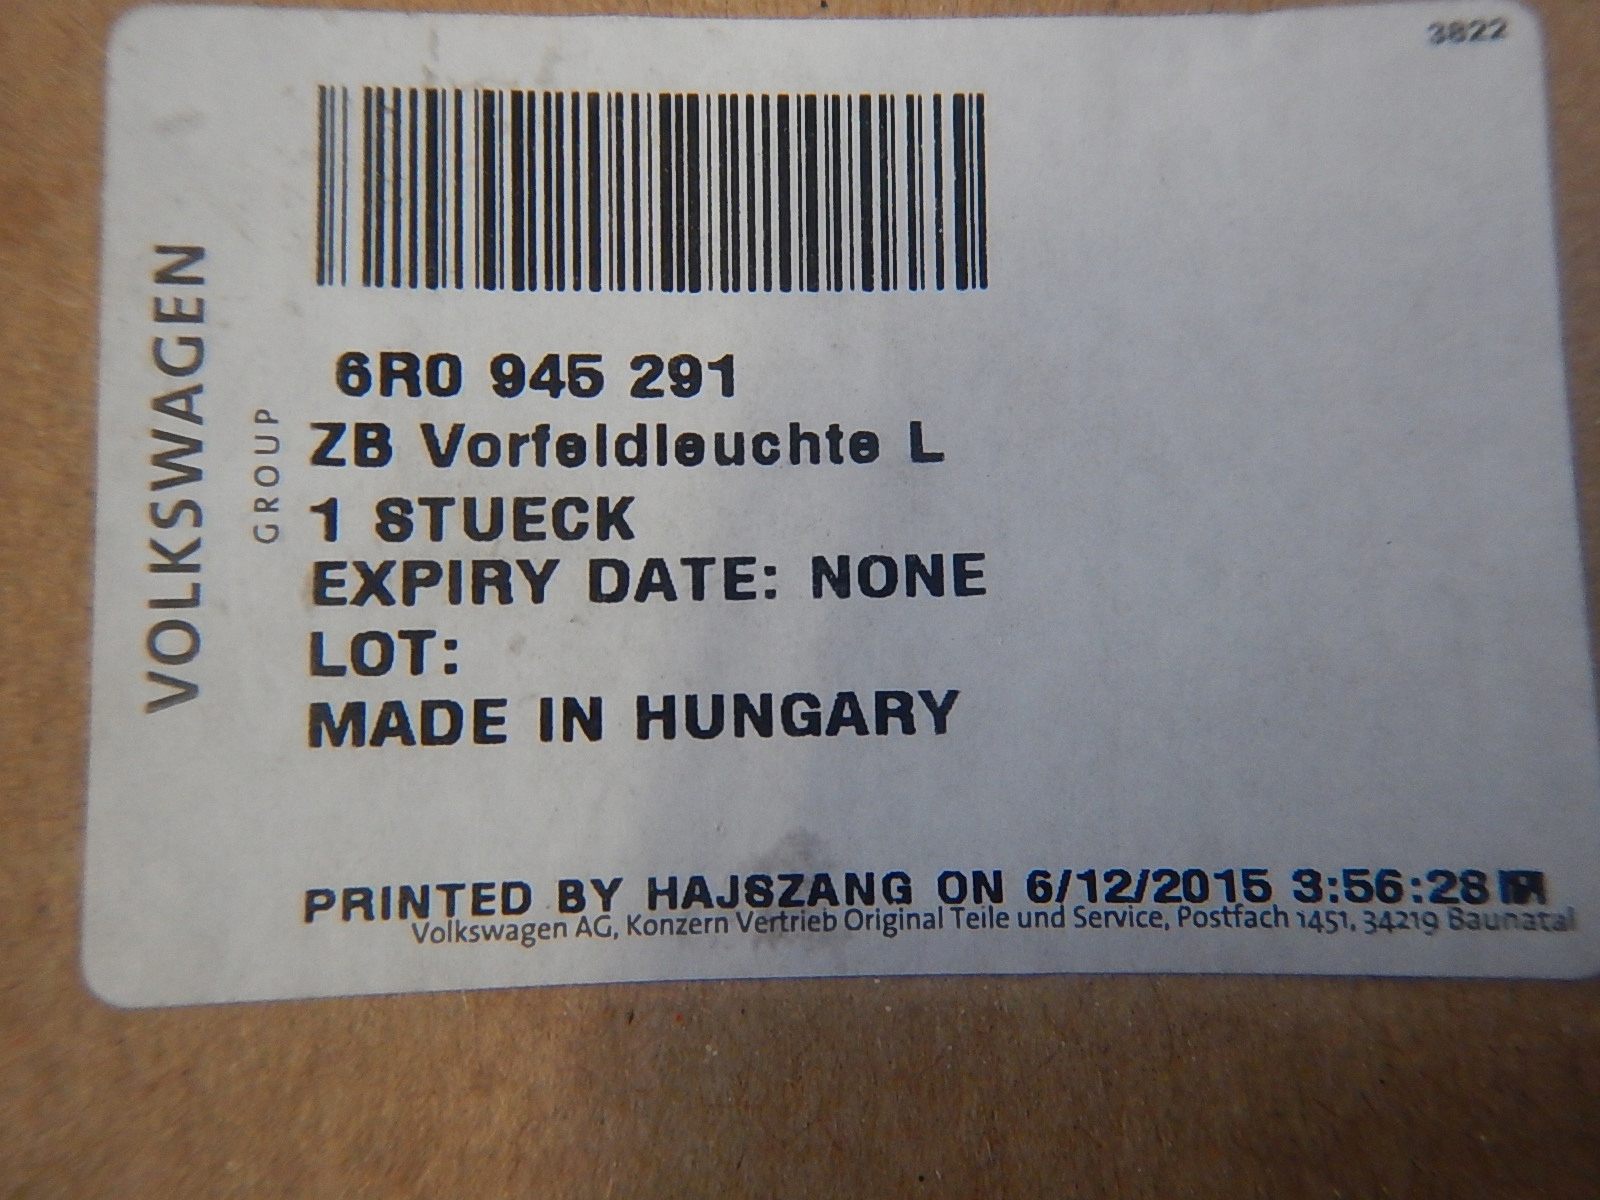 3822
VOLKSWAGEN
GROUP
6R0 945 291
ZB Vorfeldleuchte L
1 STUECK
EXPIRY DATE: NONE
LOT:
MADE IN HUNGARY
PRINTED BY HAJSZANG ON 6/12/2015 3:56:28
Volkswagen AG, Konzern Vertrieb Original Teile und Service, Postfach 1451, 34219 Baunatal